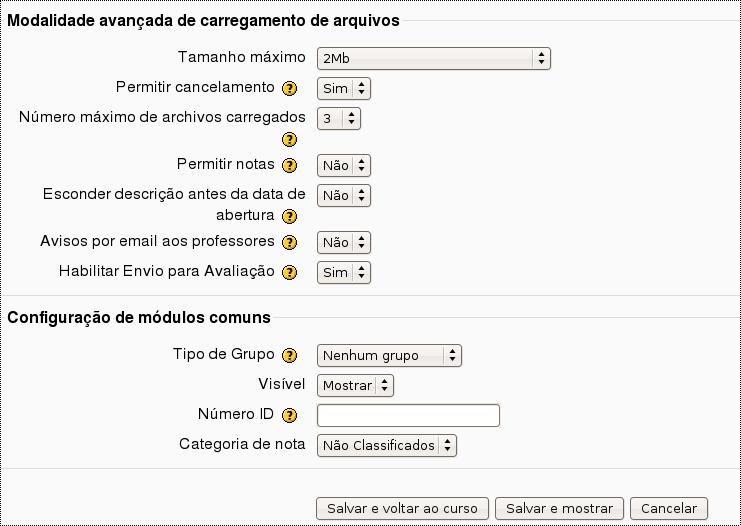 Modalidade avançada de carregamento de arquivos
Tamanho máximo 2Mb
Permitir cancelamento ? Sim
Número máximo de archivos carregados 3
?
Permitir notas ? Não
Esconder descrição antes da data de Não
abertura ?
Avisos por email aos professores ? Não
Habilitar Envio para Avaliação ? Sim
Configuração de módulos comuns
Tipo de Grupo ? Nenhum grupo
Visível Mostrar
Número ID ?
Categoria de nota Não Classificados
Salvar e voltar ao curso Salvar e mostrar Cancelar